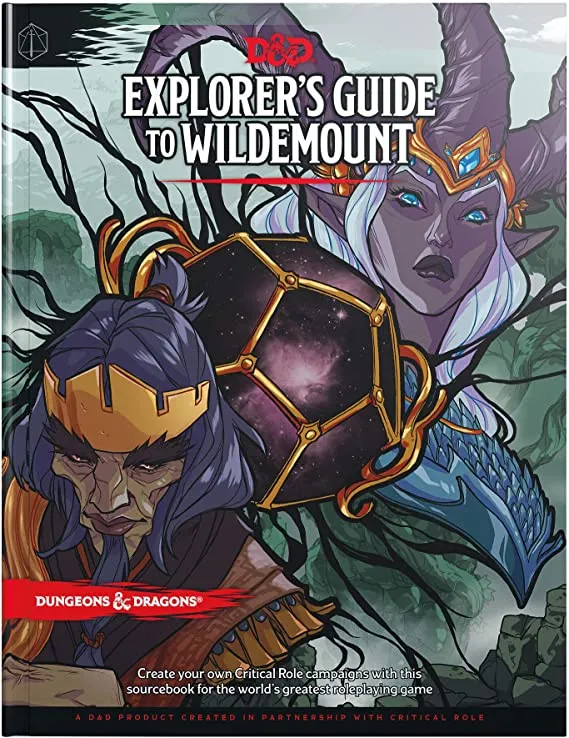 D&D
EXPLORER'S GUIDE
TO WILDEMOUNT
DUNGEONS & DRAGONS®
Create your own Critical Role campaigns with this
sourcebook for the world's greatest roleplaying game
A D&D PRODUCT CREATED IN PARTNERSHIP WITH CRITICAL ROLE